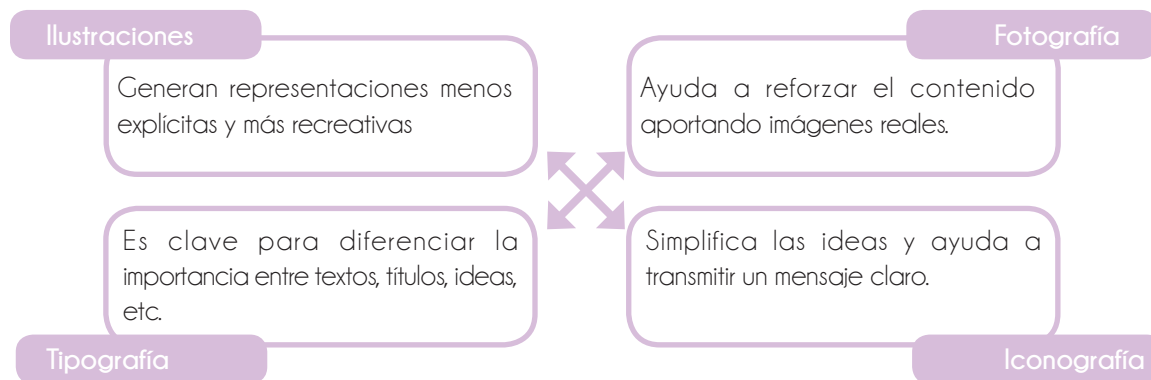 Ilustraciones
Generan representaciones menos
explícitas y más recreativas
Fotografía
Ayuda a reforzar el contenido
aportando imágenes reales.
Es clave para diferenciar la
importancia entre textos, títulos, ideas,
etc.
Tipografía
Simplifica las ideas y ayuda a
transmitir un mensaje claro.
Iconografía